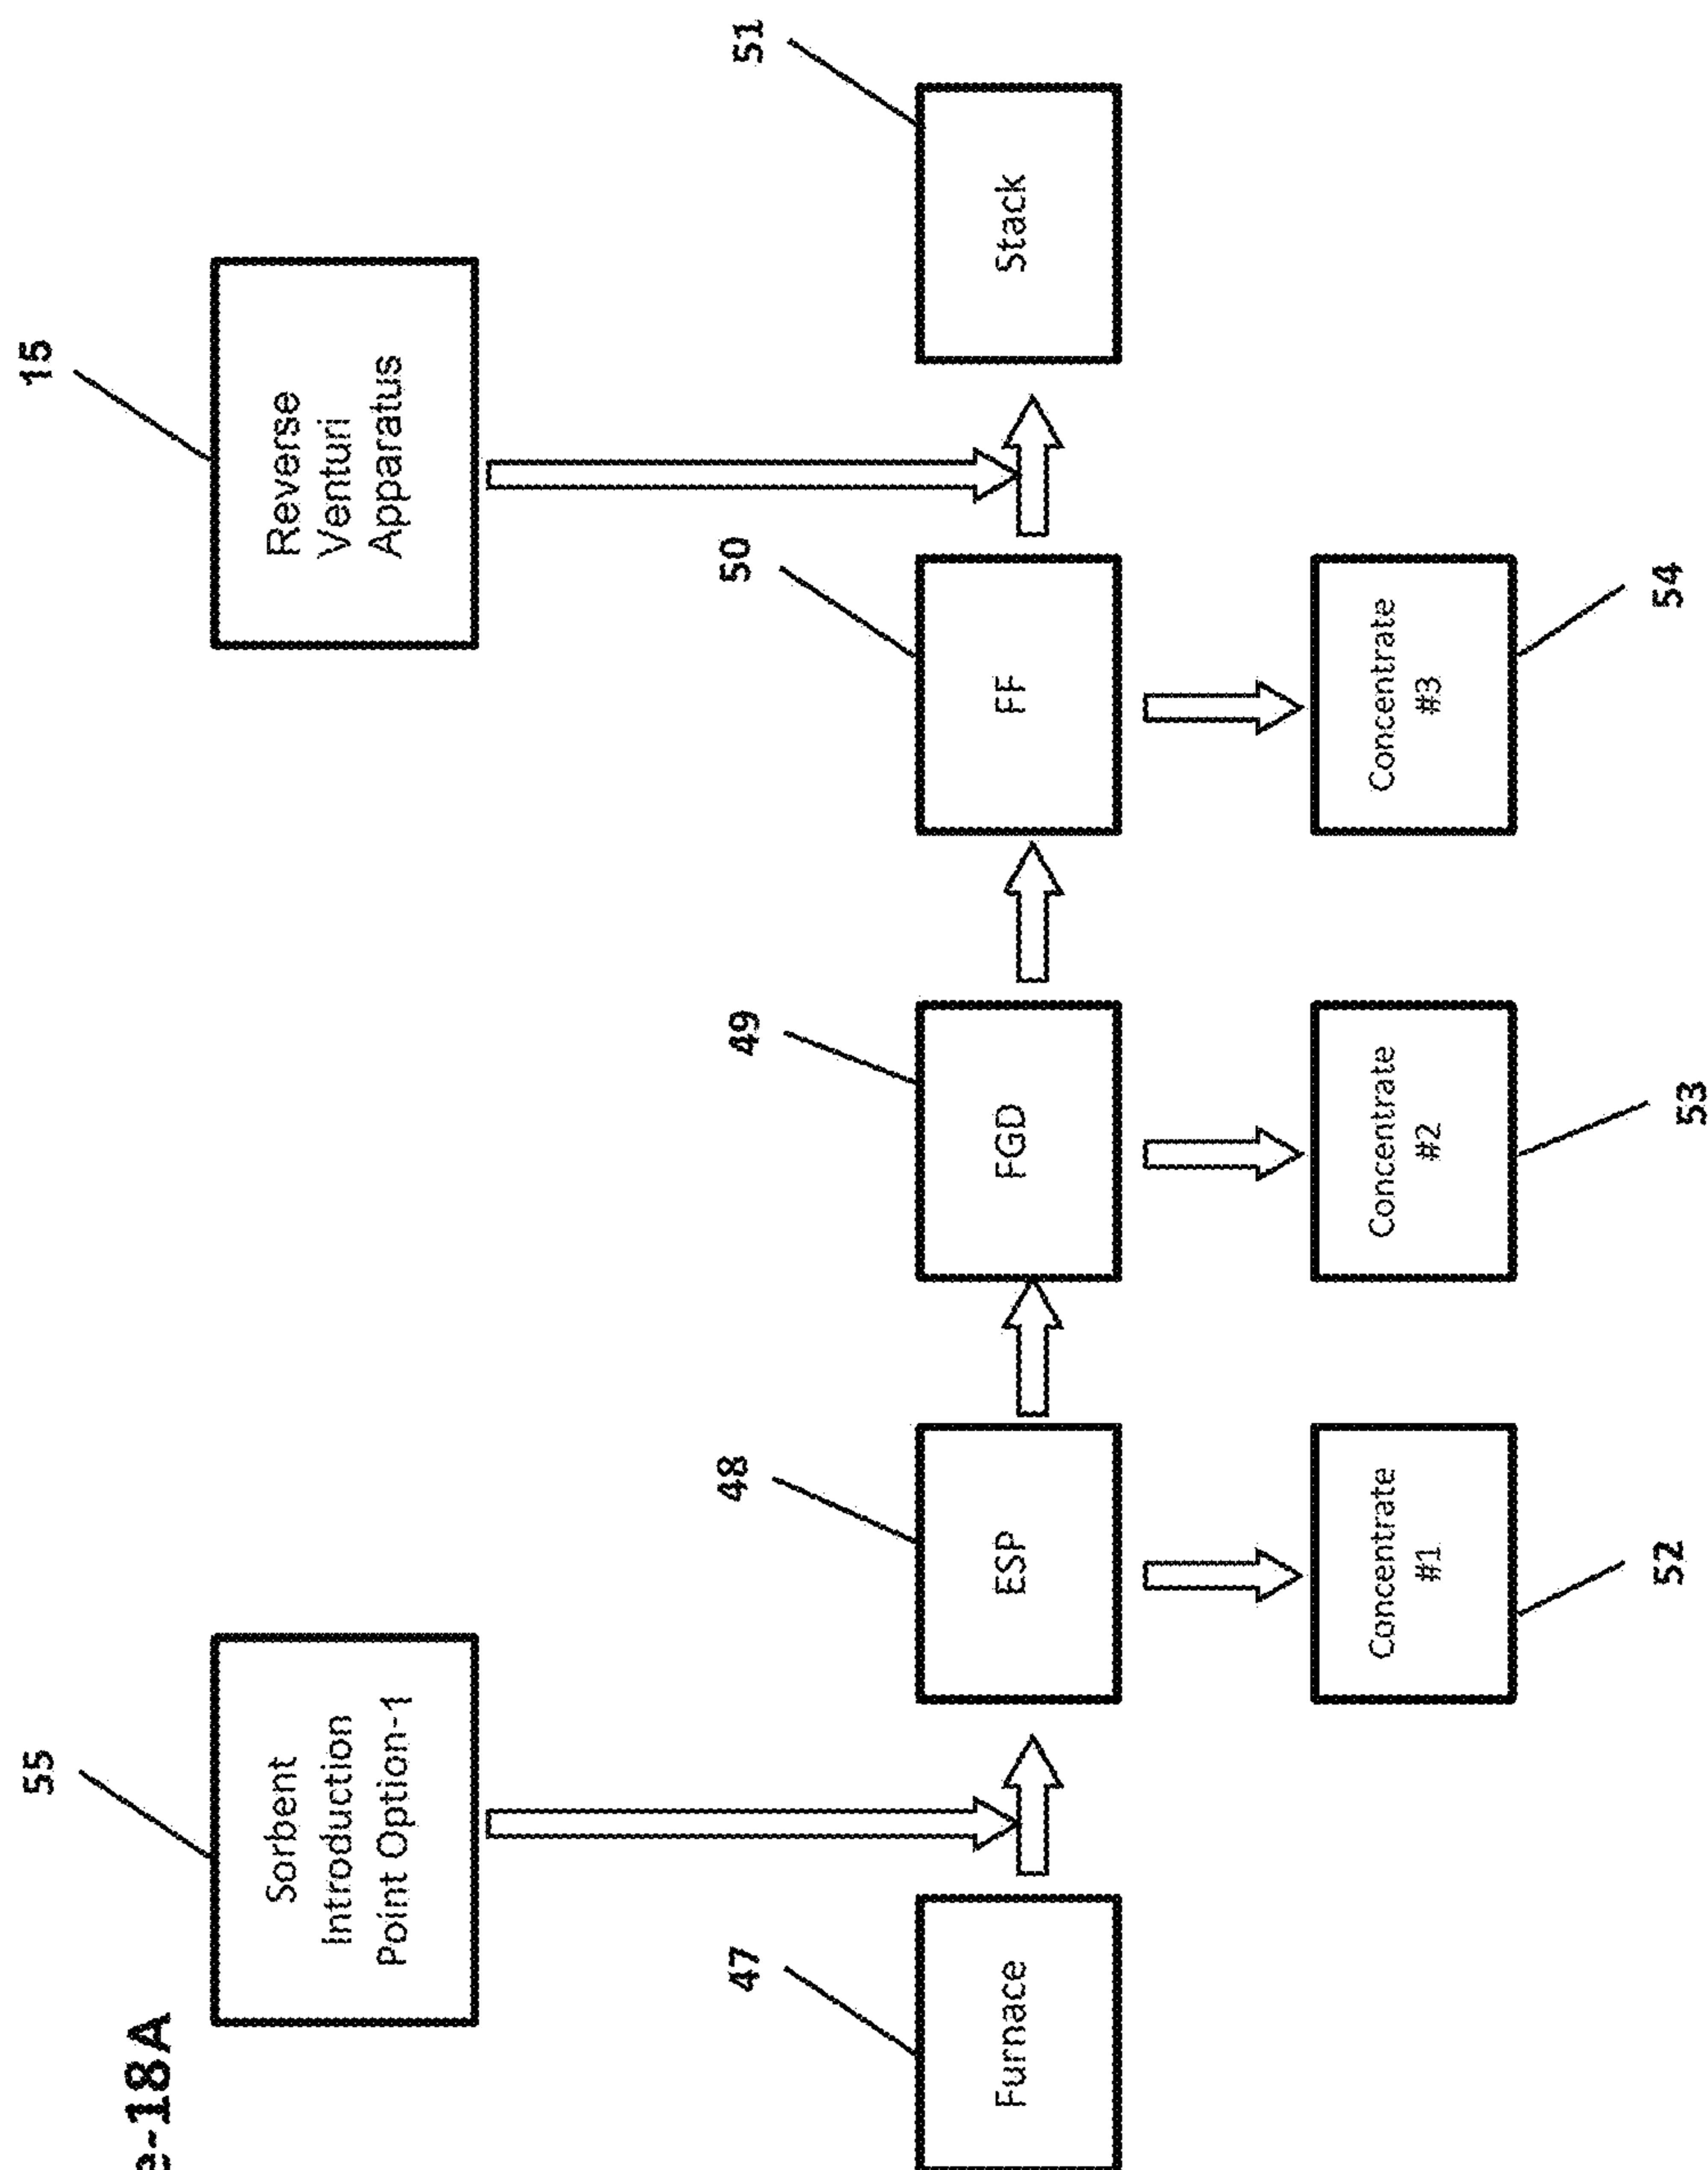 55
15
e-18A
Sorbent
Introduction
Point Option-1
Reverse
Venturi
Apparatus
47
48
49
50
51
Furnace
ESP
FGD
FF
Stack
Concentrate
#1
Concentrate
#2
Concentrate
#3
52
53
54